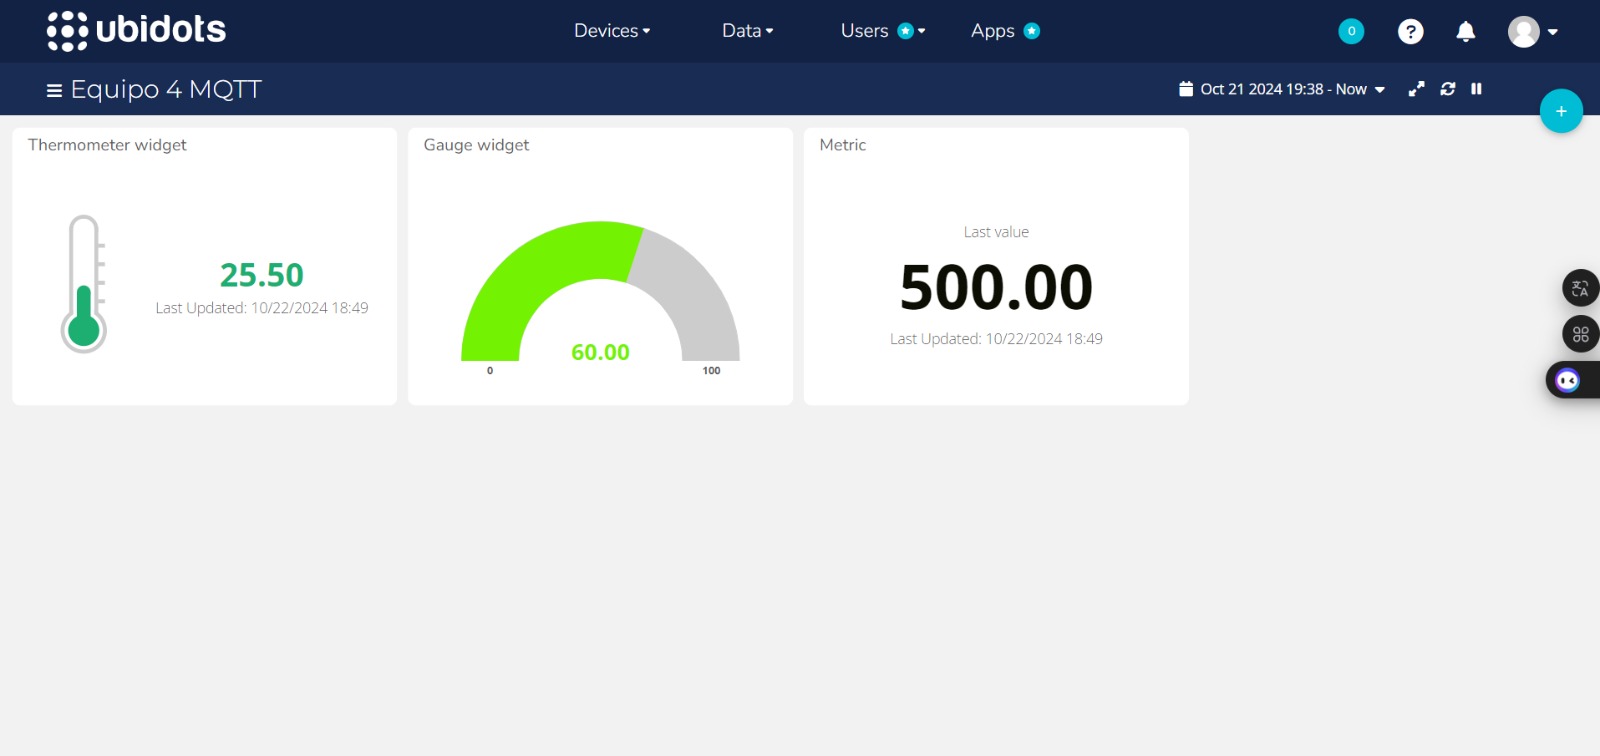 ubidots
Devices
Data
Users
Apps
0
?
Equipo 4 MQTT
Oct 21 2024 19:38 - Now
+
Thermometer widget
25.50
Last Updated: 10/22/2024 18:49
Gauge widget
60.00
0
100
Metric
Last value
500.00
Last Updated: 10/22/2024 18:49